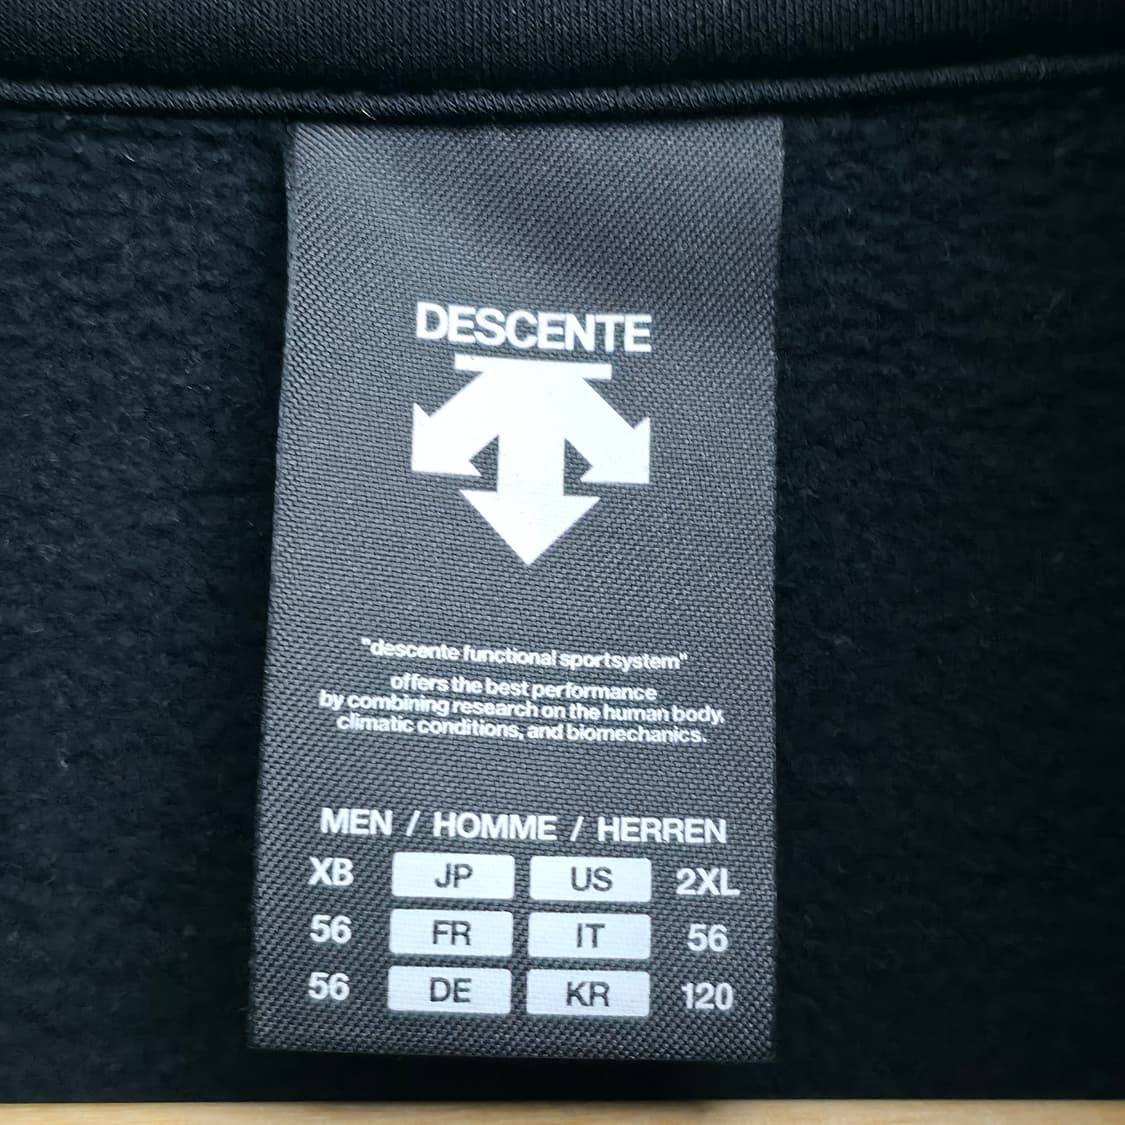 DESCENTE
"descente functional sportsystem"
offers the best performance
by combining research on the human body,
climatic conditions, and biomechanics.
MEN / HOMME / HERREN
XB JP US 2XL
56 FR IT 56
56 DE KR 120